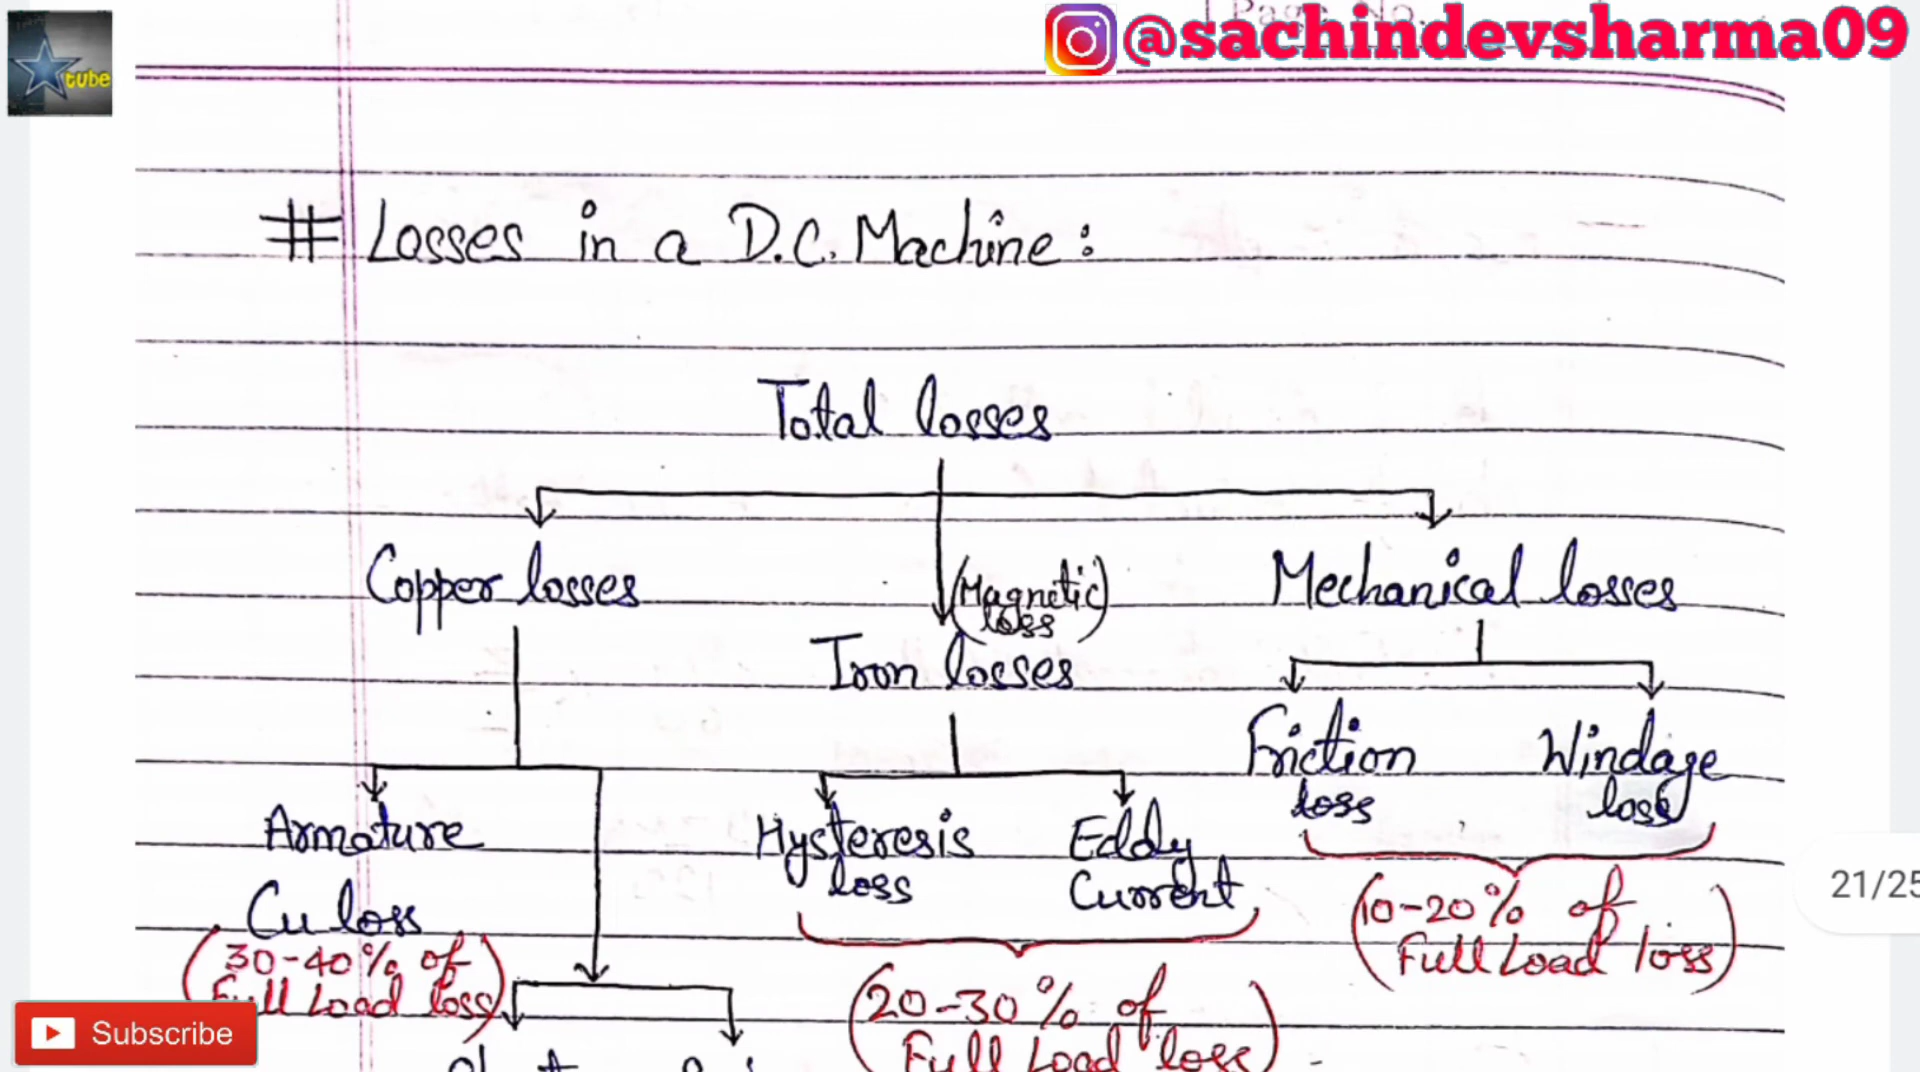 Page No.
@sachindevsharma09
tube
# Losses in a D.C. Machine:
Total losses
Copper losses
(Magnetic
loss)
Iron losses
Mechanical losses
Friction
loss
Windage
loss
Armature
Cu loss
(30-40% of
Full Load loss)
Hysteresis
loss
Eddy
Current
(10-20% of
Full Load loss)
(20-30% of
Full Load loss)
21/25
Subscribe